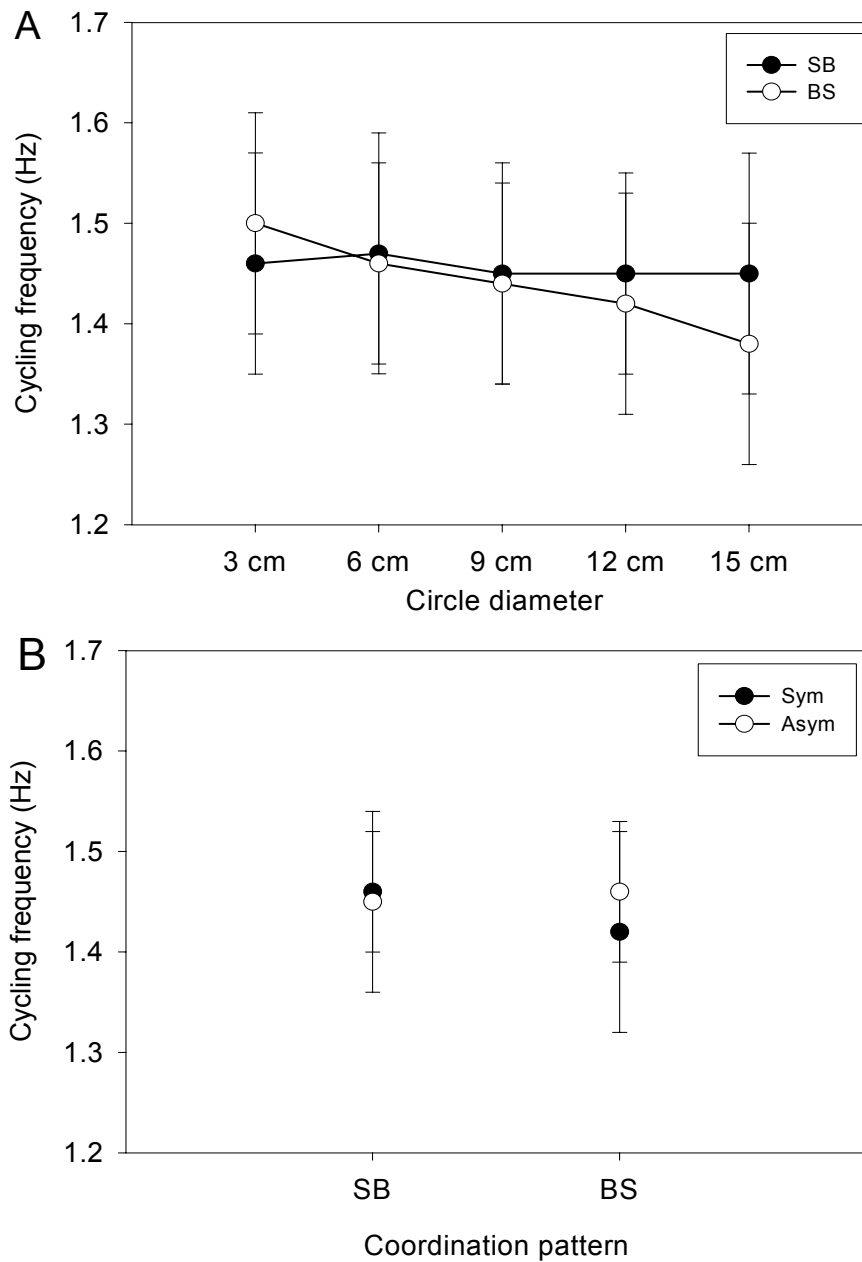 A
1.7
1.6
1.5
1.4
1.3
1.2
Cycling frequency (Hz)
SB
BS
3 cm 6 cm 9 cm 12 cm 15 cm
Circle diameter
B
1.7
1.6
1.5
1.4
1.3
1.2
Cycling frequency (Hz)
Sym
Asym
SB BS
Coordination pattern